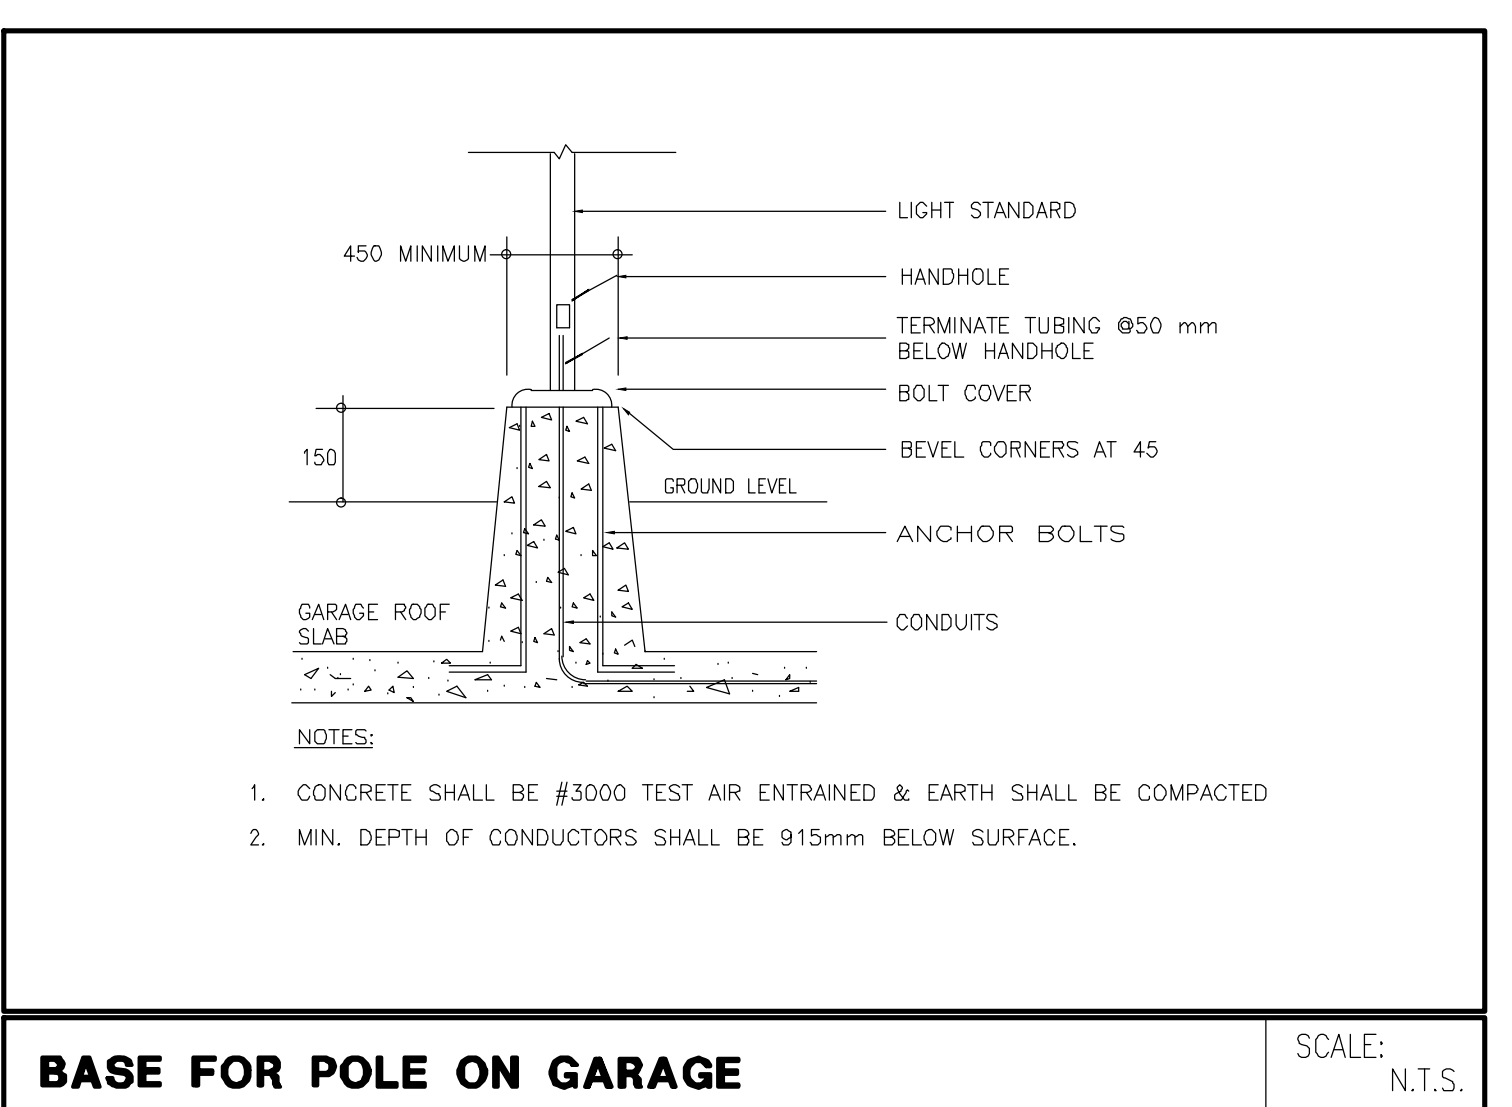 LIGHT STANDARD
450 MINIMUM
HANDHOLE
TERMINATE TUBING @50 mm
BELOW HANDHOLE
BOLT COVER
BEVEL CORNERS AT 45
150
GROUND LEVEL
ANCHOR BOLTS
GARAGE ROOF
SLAB
CONDUITS
NOTES:
1. CONCRETE SHALL BE #3000 TEST AIR ENTRAINED & EARTH SHALL BE COMPACTED
2. MIN. DEPTH OF CONDUCTORS SHALL BE 915mm BELOW SURFACE.
BASE FOR POLE ON GARAGE
SCALE:
N.T.S.